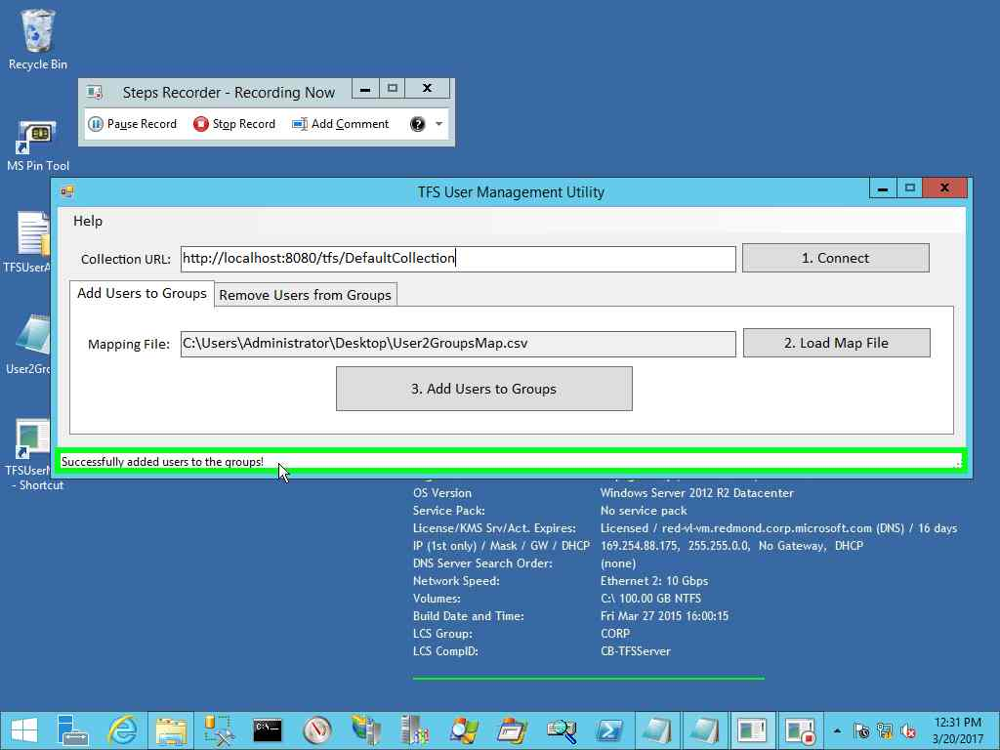 Recycle Bin
Steps Recorder - Recording Now
Pause Record
Stop Record
Add Comment
MS Pin Tool
TFS User Management Utility
Help
Collection URL:
http://localhost:8080/tfs/DefaultCollection
1. Connect
TFSUserA
Add Users to Groups
Remove Users from Groups
Mapping File:
C:\Users\Administrator\Desktop\User2GroupsMap.csv
2. Load Map File
User2Gro
3. Add Users to Groups
Successfully added users to the groups!
- Shortcut
OS Version
Windows Server 2012 R2 Datacenter
Service Pack:
No service pack
License/KMS Srv/Act. Expires:
Licensed / red-vl-vm.redmond.corp.microsoft.com (DNS) / 16 days
IP (1st only) / Mask / GW / DHCP
169.254.88.175, 255.255.0.0, No Gateway, DHCP
DNS Server Search Order:
(none)
Network Speed:
Ethernet 2: 10 Gbps
Volumes:
C:\ 100.00 GB NTFS
Build Date and Time:
Fri Mar 27 2015 16:00:15
LCS Group:
CORP
LCS CompID:
CB-TFSServer
12:31 PM
3/20/2017